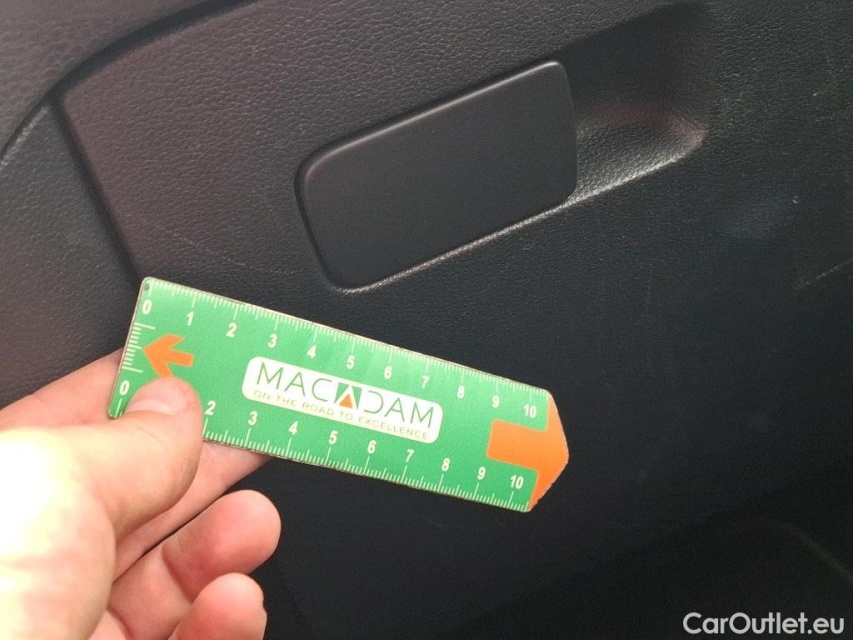 0 1 2 3 4 5 6 7 8 9 10
MACADAM
ON THE ROAD TO EXCELLENCE
0 2 3 4 5 6 7 8 9 10
CarOutlet.eu